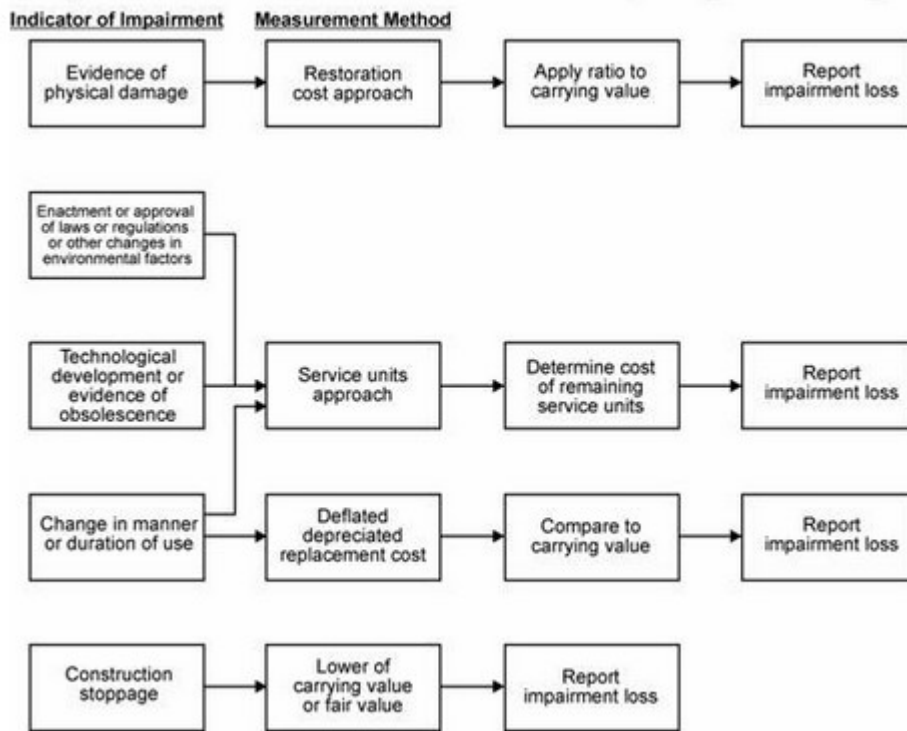 Indicator of Impairment
Measurement Method
Evidence of
physical damage
Restoration
cost approach
Apply ratio to
carrying value
Report
impairment loss
Enactment or approval
of laws or regulations
or other changes in
environmental factors
Technological
development or
evidence of
obsolescence
Service units
approach
Determine cost
of remaining
service units
Report
impairment loss
Change in manner
or duration of use
Deflated
depreciated
replacement cost
Compare to
carrying value
Report
impairment loss
Construction
stoppage
Lower of
carrying value
or fair value
Report
impairment loss